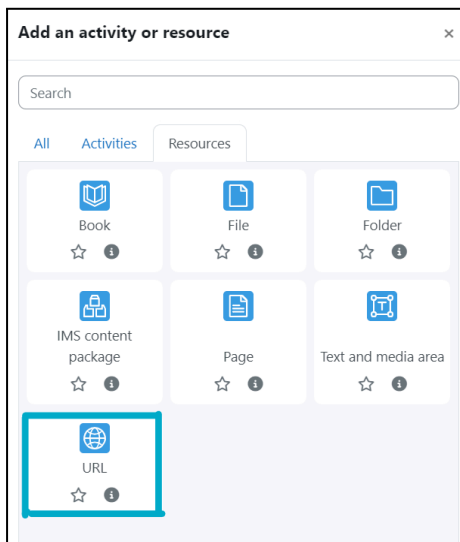 Add an activity or resource ×
Search
All Activities Resources
Book File Folder
IMS content
package Page Text and media area
URL